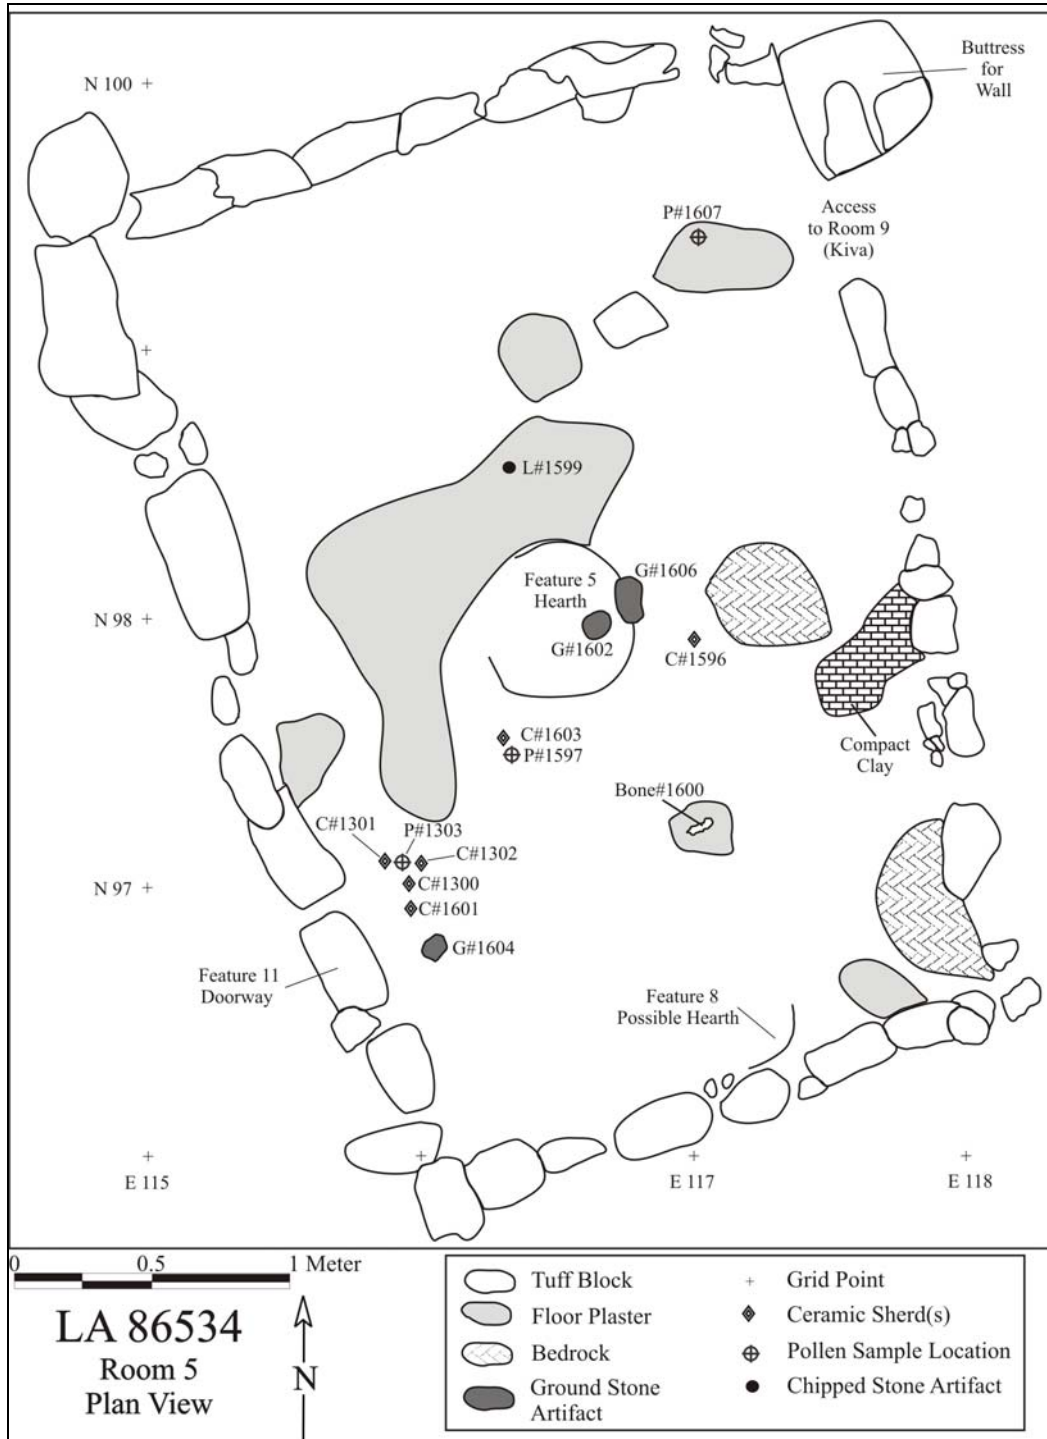 Buttress
for
Wall
N 100
P#1607
Access
to Room 9
(Kiva)
L#1599
Feature 5
Hearth
G#1606
N 98
G#1602
C#1596
C#1603
P#1597
Compact
Clay
Bone#1600
C#1301
P#1303
C#1302
N 97
C#1300
C#1601
G#1604
Feature 11
Doorway
Feature 8
Possible Hearth
E 115
E 117
E 118
0 0.5 1 Meter
LA 86534
Room 5
Plan View
N
Tuff Block
Floor Plaster
Bedrock
Ground Stone
Artifact
Grid Point
Ceramic Sherd(s)
Pollen Sample Location
Chipped Stone Artifact